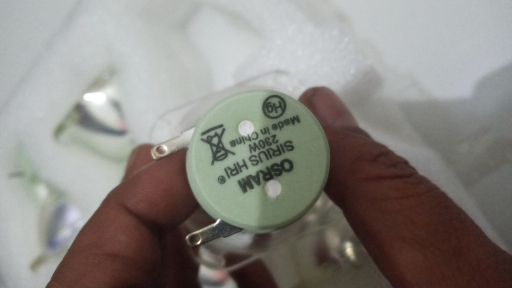 OSRAM
SIRIUS HRI ®
230W
Made in China
Hg